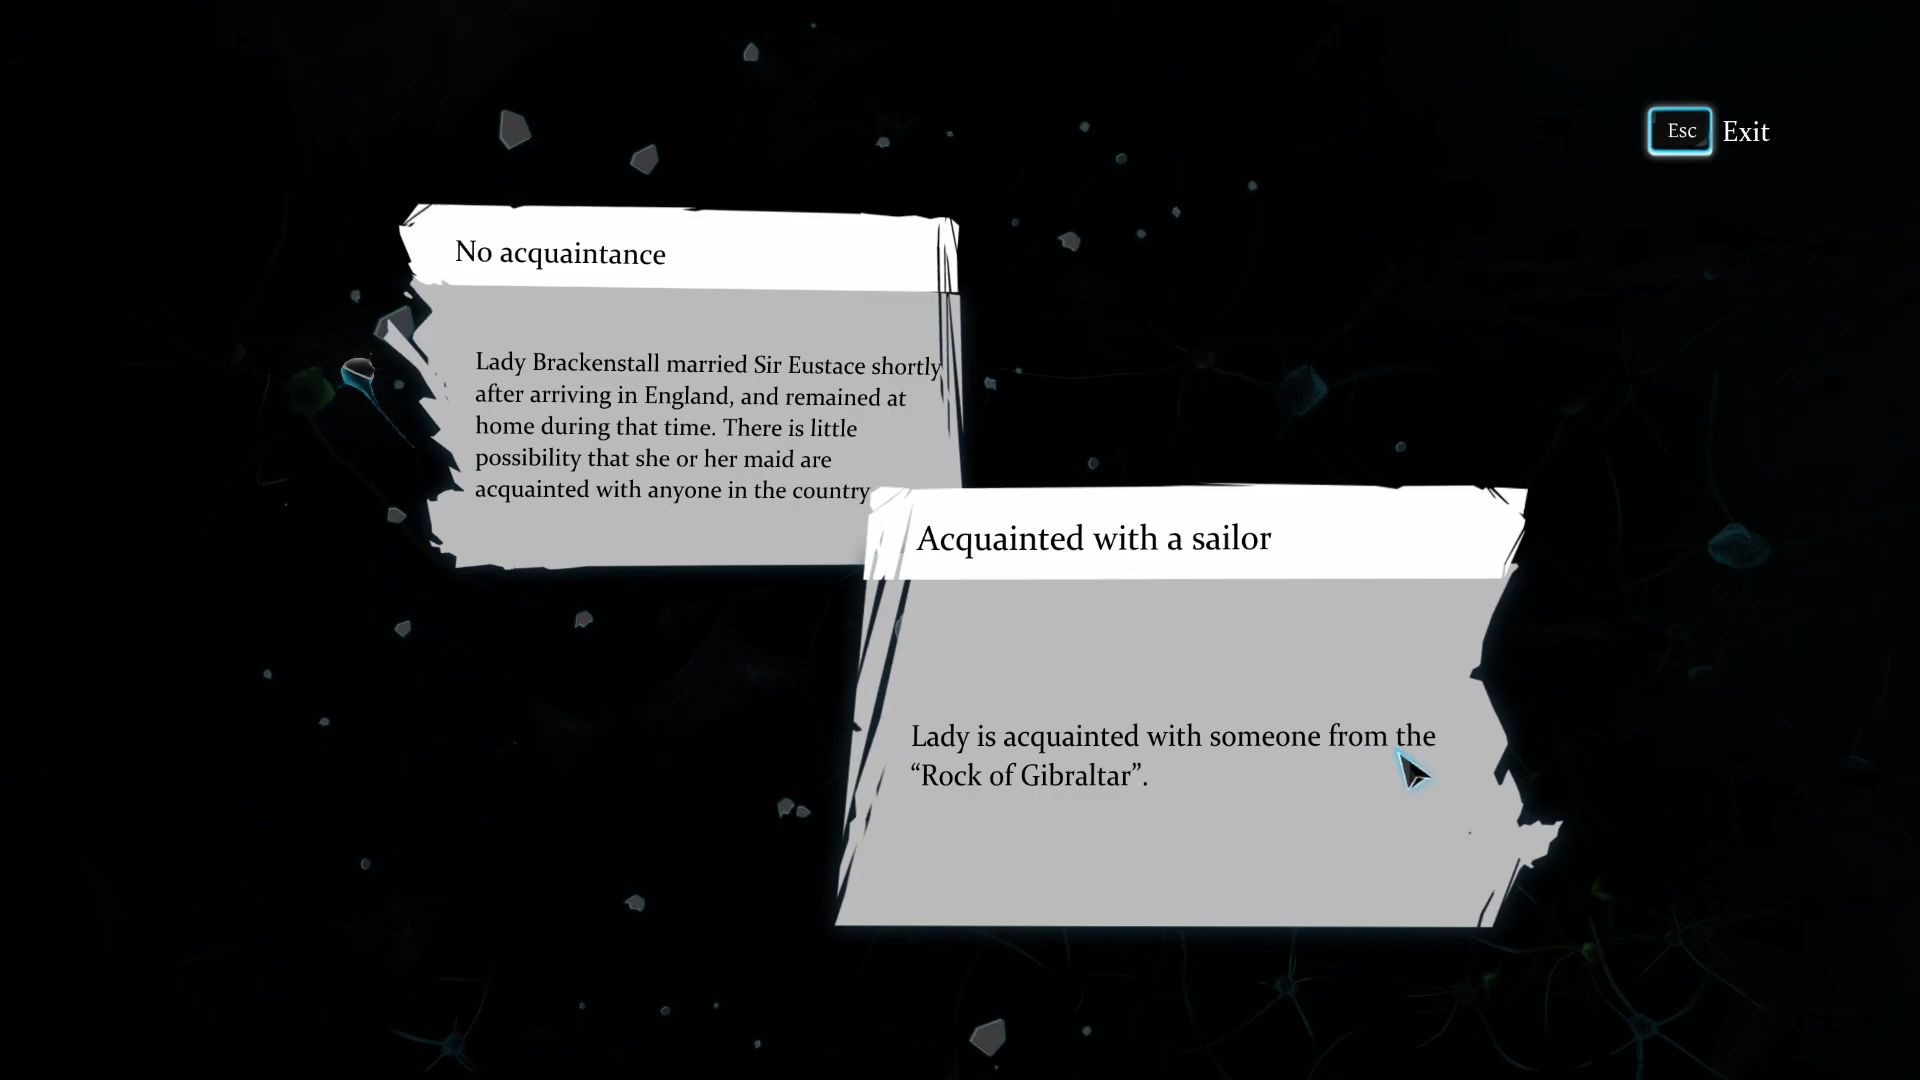 Esc Exit
No acquaintance
Lady Brackenstall married Sir Eustace shortly
after arriving in England, and remained at
home during that time. There is little
possibility that she or her maid are
acquainted with anyone in the country
Acquainted with a sailor
Lady is acquainted with someone from the
“Rock of Gibraltar”.